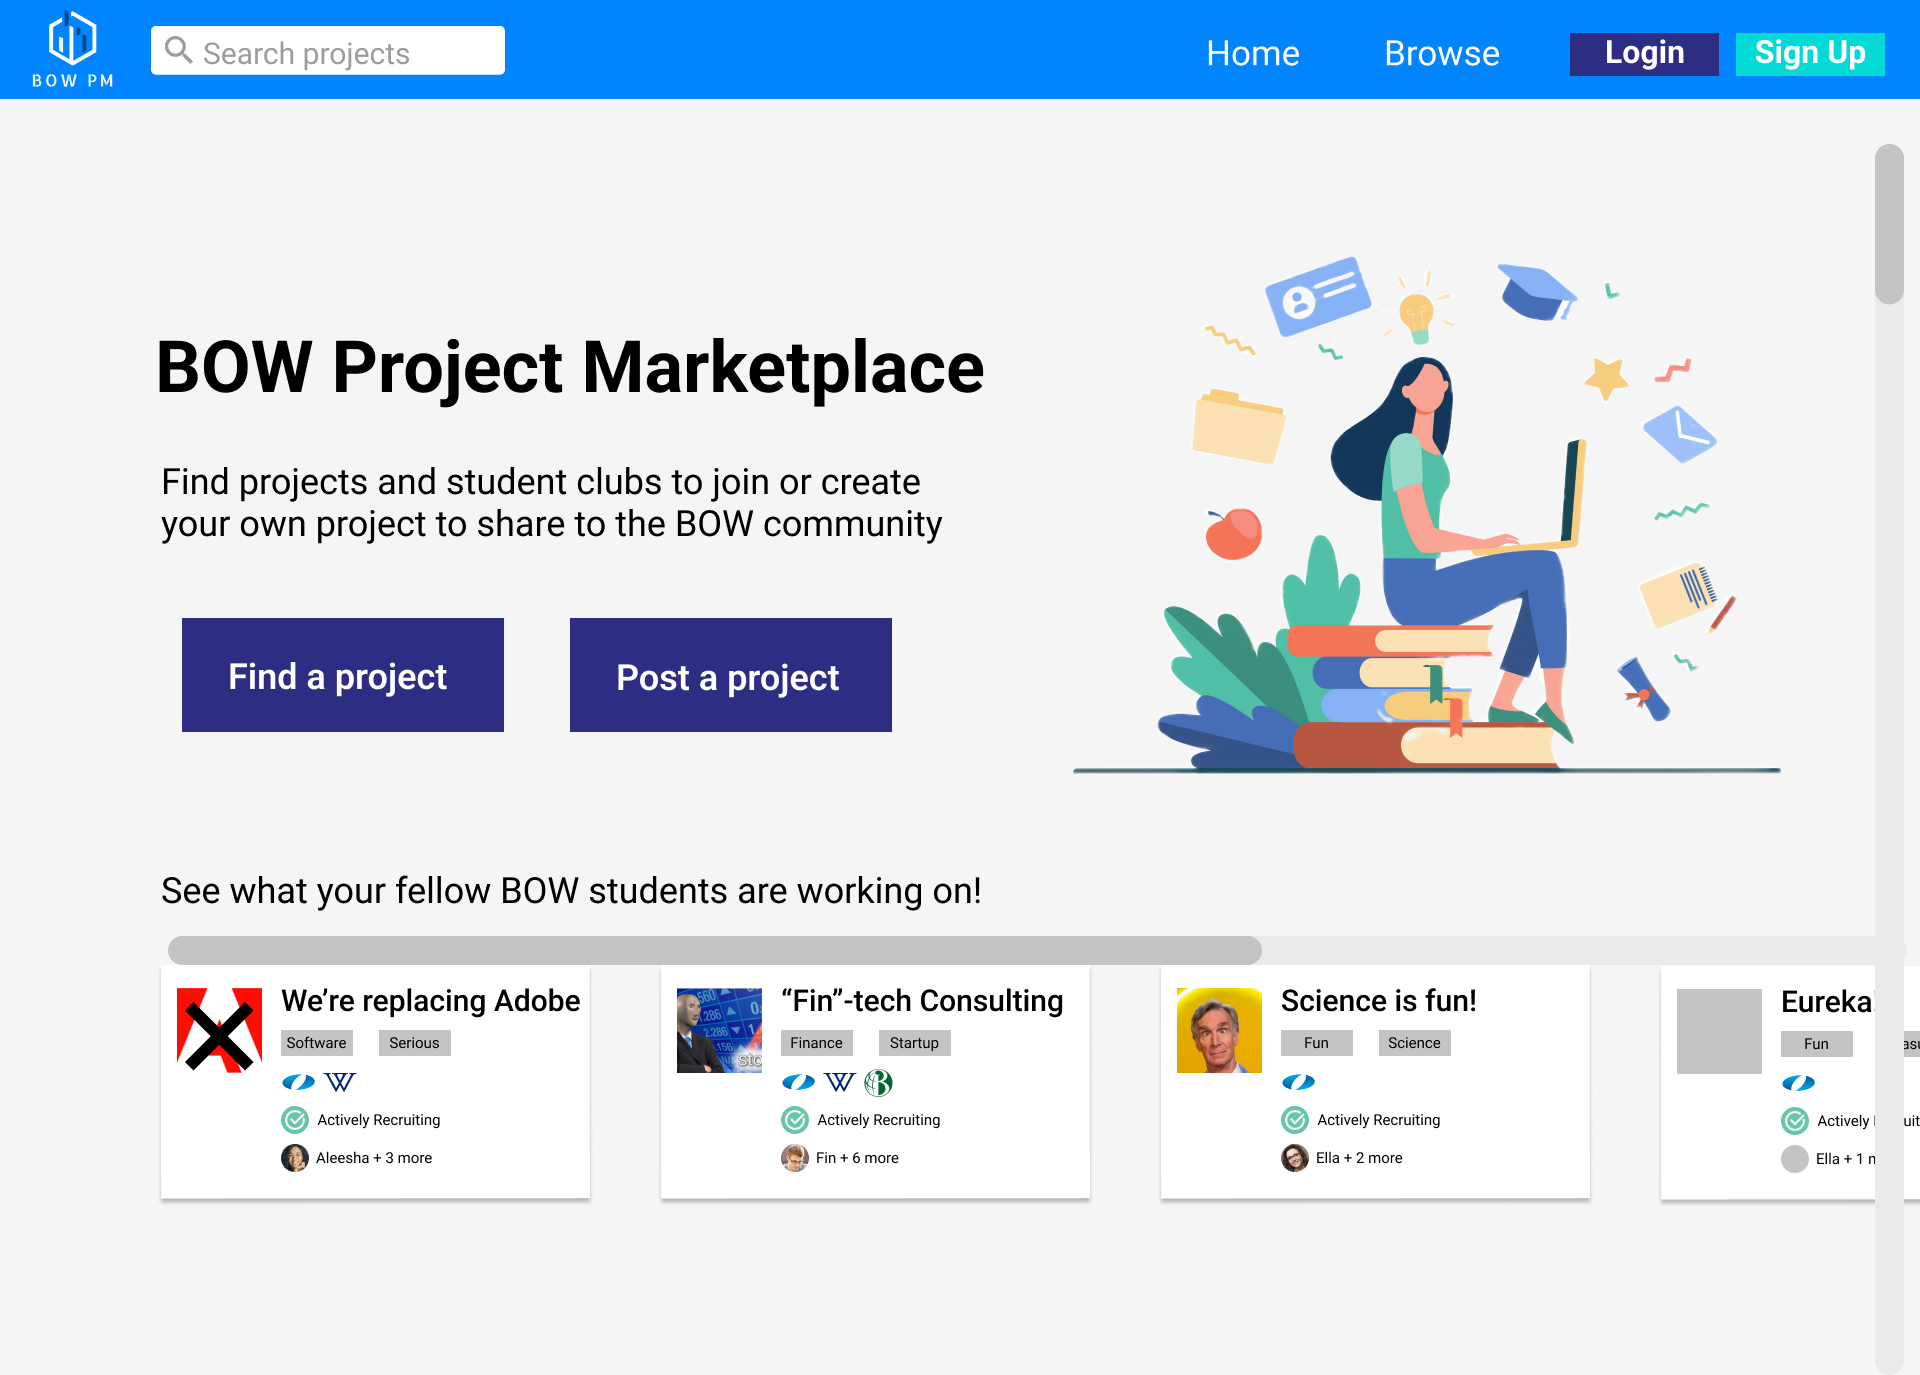 BOW PM
Search projects
Home
Browse
Login
Sign Up
BOW Project Marketplace
Find projects and student clubs to join or create
your own project to share to the BOW community
Find a project
Post a project
See what your fellow BOW students are working on!
We’re replacing Adobe
Software
Serious
W
Actively Recruiting
Aleesha + 3 more
“Fin”-tech Consulting
Finance
Startup
W
B
Actively Recruiting
Fin + 6 more
Science is fun!
Fun
Science
Actively Recruiting
Ella + 2 more
Eureka
Fun
Actively
Ella + 1